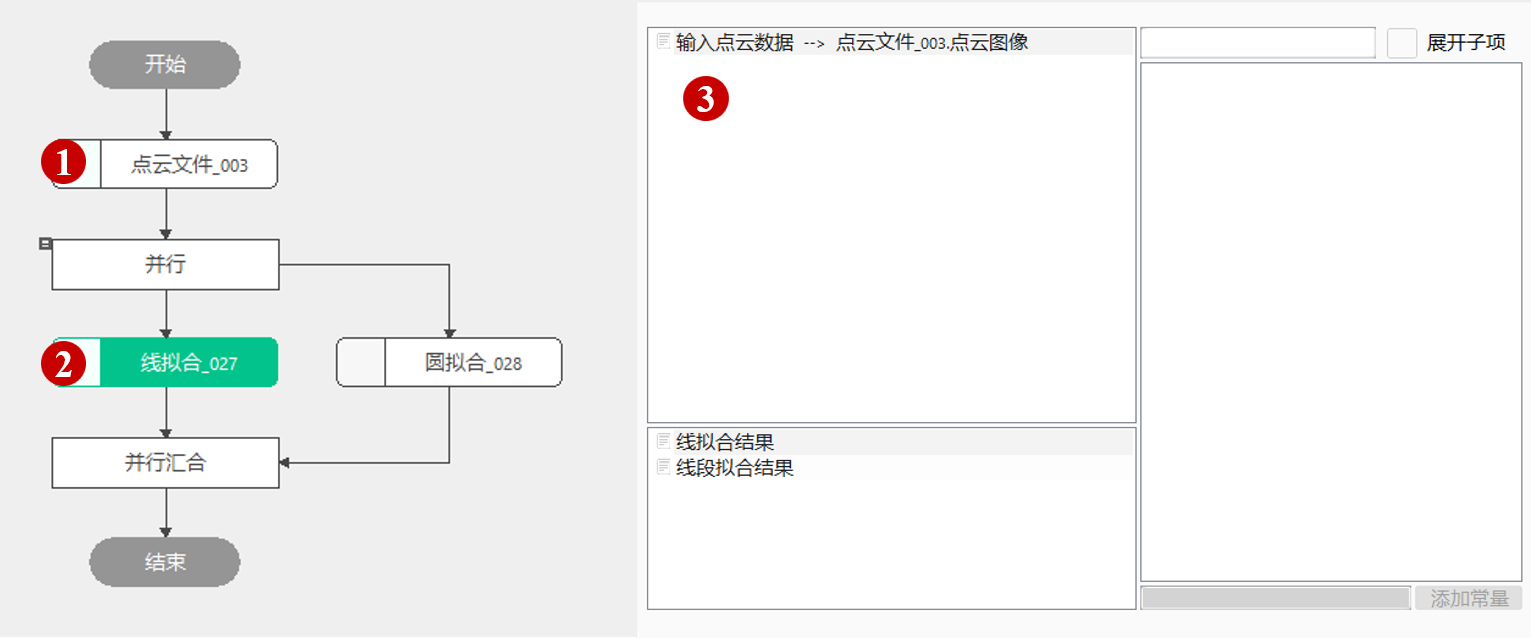 开始
1
点云文件_003
并行
2
线拟合_027
圆拟合_028
并行汇合
结束
输入点云数据 --> 点云文件_003.点云图像
3
线拟合结果
线段拟合结果
展开子项
添加常量